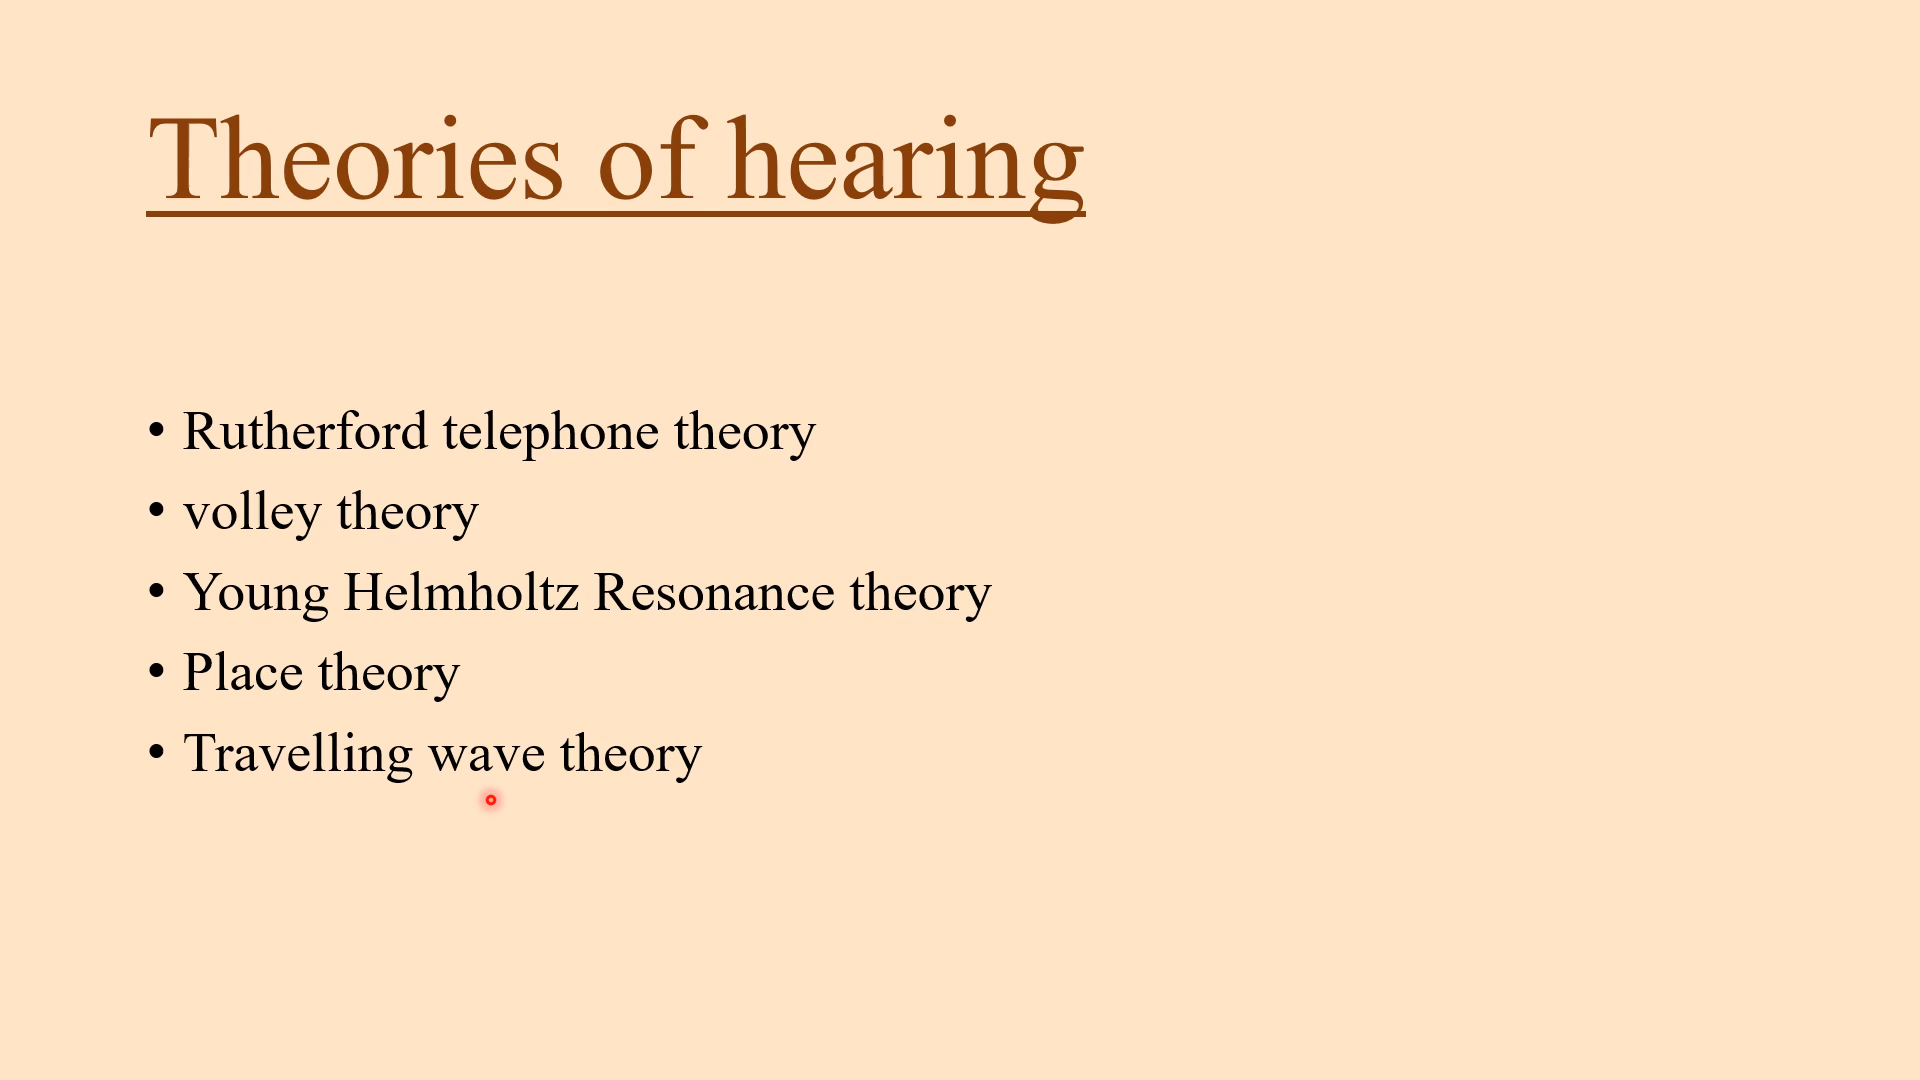 Theories of hearing
• Rutherford telephone theory
• volley theory
• Young Helmholtz Resonance theory
• Place theory
• Travelling wave theory